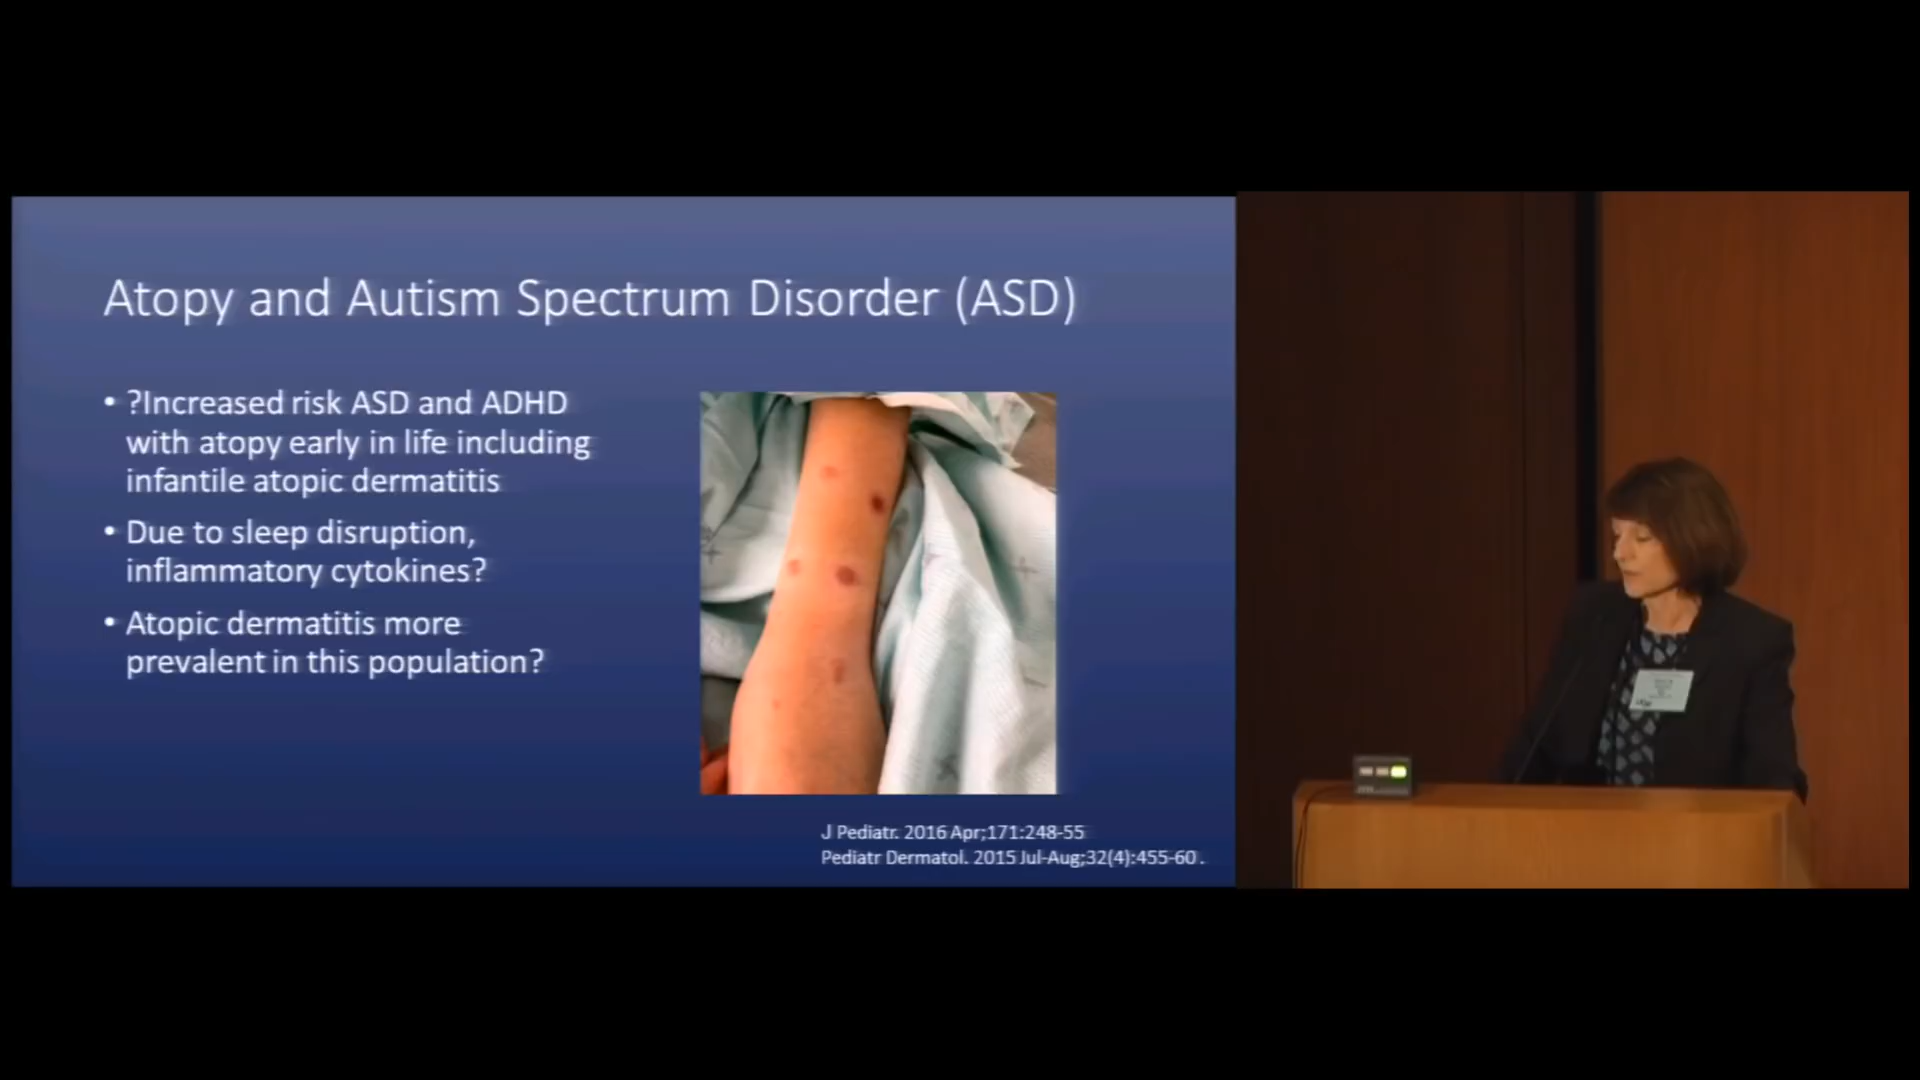 Atopy and Autism Spectrum Disorder (ASD)
• ?Increased risk ASD and ADHD
with atopy early in life including
infantile atopic dermatitis
• Due to sleep disruption,
inflammatory cytokines?
• Atopic dermatitis more
prevalent in this population?
J Pediatr. 2016 Apr;171:248-55
Pediatr Dermatol. 2015 Jul-Aug;32(4):455-60.